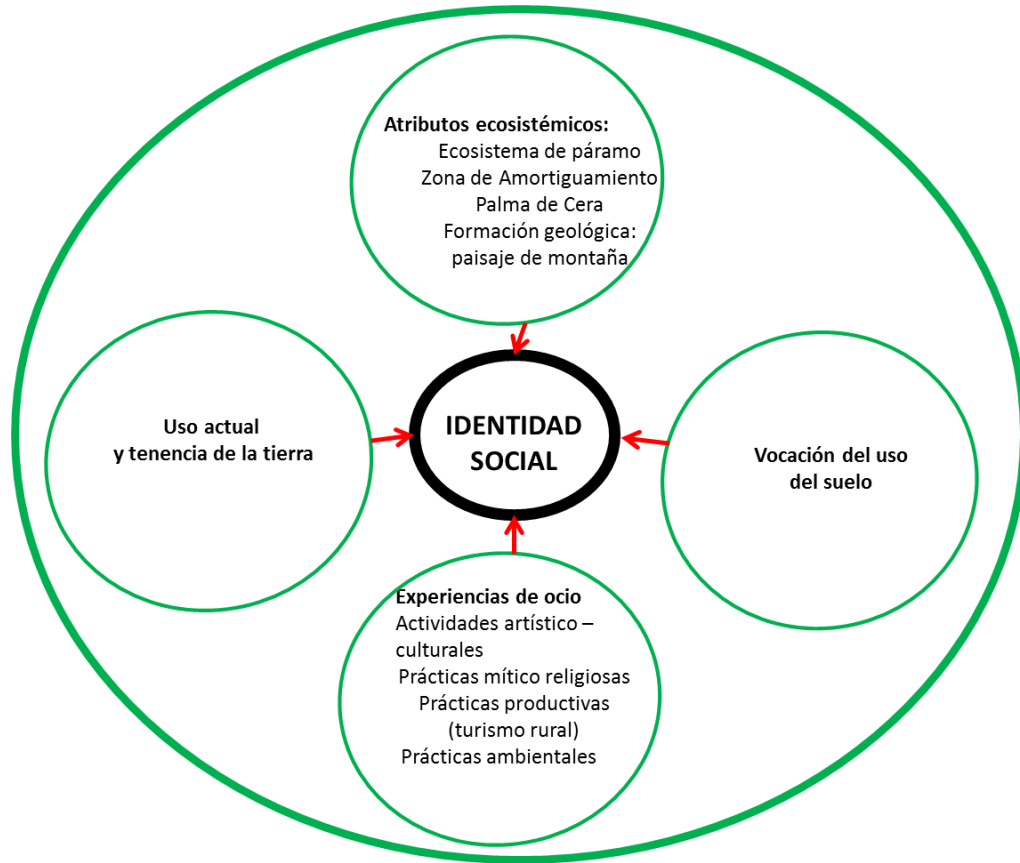 Atributos ecosistémicos:
Ecosistema de páramo
Zona de Amortiguamiento
Palma de Cera
Formación geológica:
paisaje de montaña
Uso actual
y tenencia de la tierra
IDENTIDAD
SOCIAL
Vocación del uso
del suelo
Experiencias de ocio
Actividades artístico –
culturales
Prácticas mítico religiosas
Prácticas productivas
(turismo rural)
Prácticas ambientales